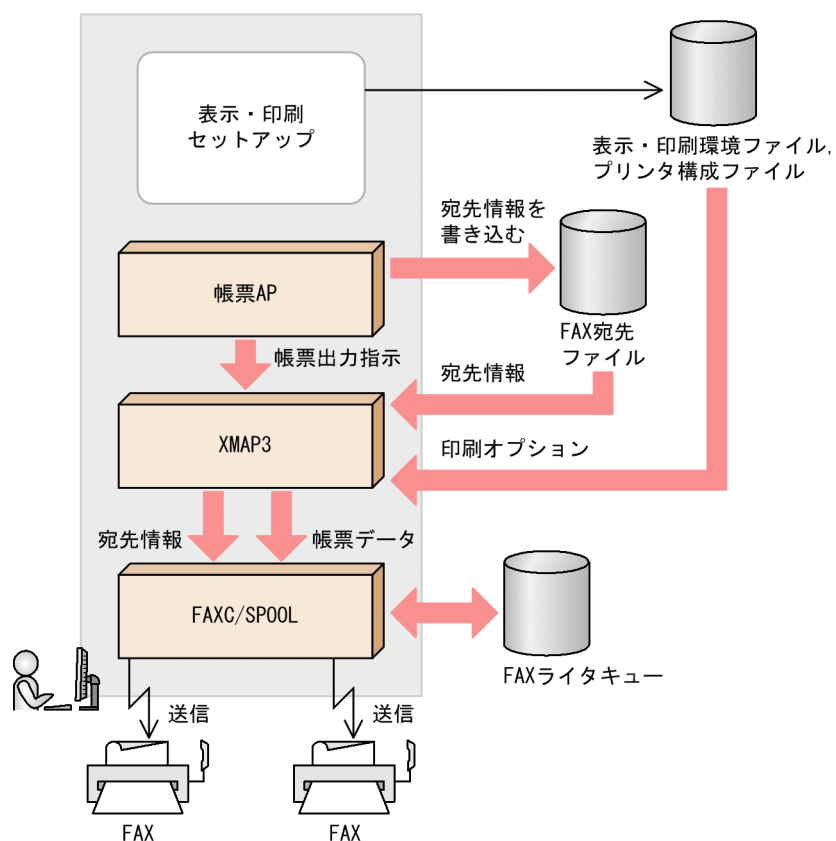 表示・印刷
セットアップ
表示・印刷環境ファイル,
プリンタ構成ファイル
宛先情報を
書き込む
帳票AP
FAX宛先
ファイル
帳票出力指示
宛先情報
XMAP3
印刷オプション
宛先情報
帳票データ
FAXC/SPOOL
FAXライタキュー
送信
送信
FAX
FAX